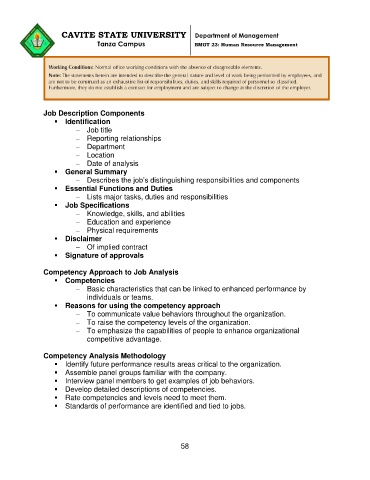 CAVITE STATE UNIVERSITY
Tanza Campus
Department of Management
BMGT 23: Human Resource Management
Working Conditions: Normal office working conditions with the absence of disagreeable elements.
Note: The statements herein are intended to describe the general nature and level of work being performed by employees, and
are not to be construed as an exhaustive list of responsibilities, duties, and skills required of personnel so classified.
Furthermore, they do not establish a contract for employment and are subject to change at the discretion of the employer.
Job Description Components
▪ Identification
– Job title
– Reporting relationships
– Department
– Location
– Date of analysis
▪ General Summary
– Describes the job's distinguishing responsibilities and components
▪ Essential Functions and Duties
– Lists major tasks, duties and responsibilities
▪ Job Specifications
– Knowledge, skills, and abilities
– Education and experience
– Physical requirements
▪ Disclaimer
– Of implied contract
▪ Signature of approvals
Competency Approach to Job Analysis
▪ Competencies
– Basic characteristics that can be linked to enhanced performance by
individuals or teams.
▪ Reasons for using the competency approach
– To communicate value behaviors throughout the organization.
– To raise the competency levels of the organization.
– To emphasize the capabilities of people to enhance organizational
competitive advantage.
Competency Analysis Methodology
▪ Identify future performance results areas critical to the organization.
▪ Assemble panel groups familiar with the company.
▪ Interview panel members to get examples of job behaviors.
▪ Develop detailed descriptions of competencies.
▪ Rate competencies and levels need to meet them.
▪ Standards of performance are identified and tied to jobs.
58